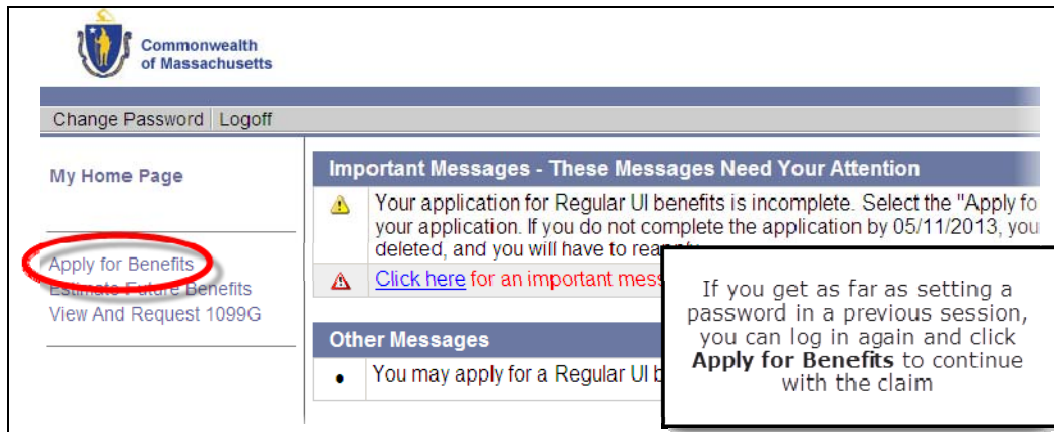 Commonwealth
of Massachusetts
Change Password | Logoff
My Home Page
Apply for Benefits
Estimate Future Benefits
View And Request 1099G
Important Messages - These Messages Need Your Attention
Your application for Regular UI benefits is incomplete. Select the "Apply fo
your application. If you do not complete the application by 05/11/2013, you
deleted, and you will have to
Click here for an important mess
Other Messages
• You may apply for a Regular UI b
If you get as far as setting a
password in a previous session,
you can log in again and click
Apply for Benefits to continue
with the claim